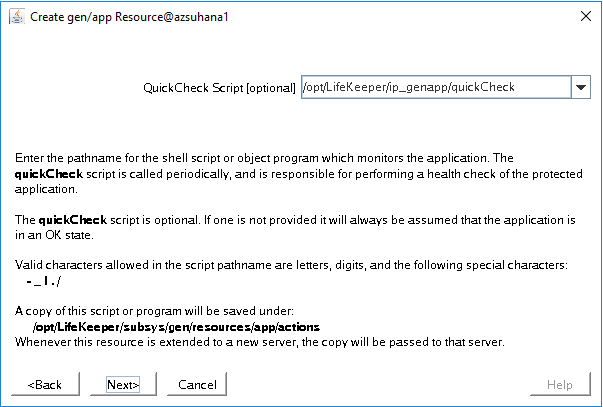 Create gen/app Resource@azsuhana1
QuickCheck Script [optional] /opt/LifeKeeper/ip_genapp/quickCheck
Enter the pathname for the shell script or object program which monitors the application. The
quickCheck script is called periodically, and is responsible for performing a health check of the protected
application.
The quickCheck script is optional. If one is not provided it will always be assumed that the application is
in an OK state.
Valid characters allowed in the script pathname are letters, digits, and the following special characters:
- _ ! . /
A copy of this script or program will be saved under:
/opt/LifeKeeper/subsys/gen/resources/app/actions
Whenever this resource is extended to a new server, the copy will be passed to that server.
<Back Next> Cancel Help